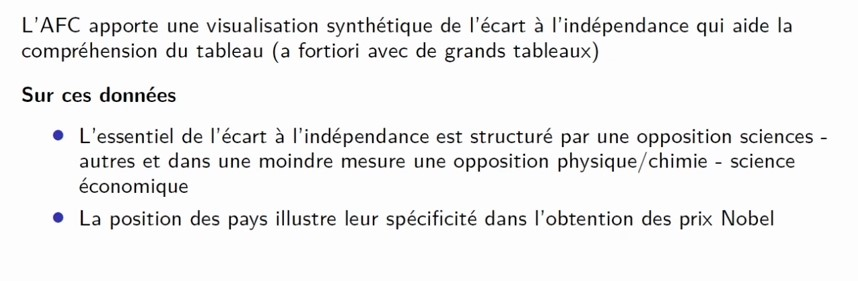 L'AFC apporte une visualisation synthétique de l'écart à l'indépendance qui aide la
compréhension du tableau (a fortiori avec de grands tableaux)
Sur ces données
• L'essentiel de l'écart à l'indépendance est structuré par une opposition sciences -
autres et dans une moindre mesure une opposition physique/chimie - science
économique
• La position des pays illustre leur spécificité dans l'obtention des prix Nobel